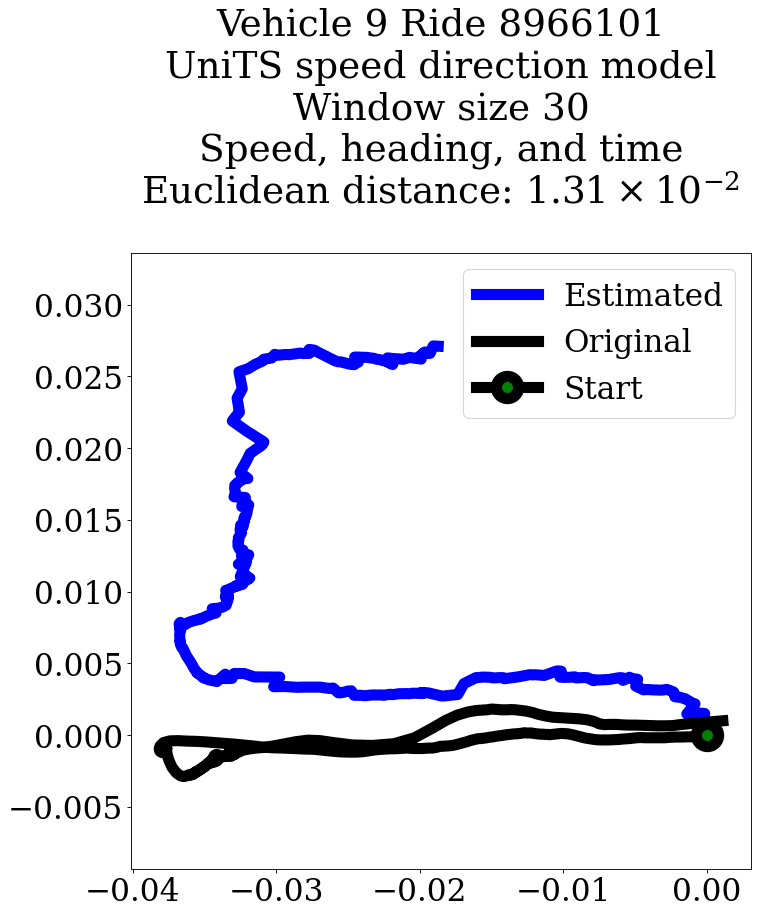 Vehicle 9 Ride 8966101
UniTS speed direction model
Window size 30
Speed, heading, and time
Euclidean distance: 1.31 × 10⁻²
Estimated
Original
Start
0.030
0.025
0.020
0.015
0.010
0.005
0.000
−0.005
−0.04 −0.03 −0.02 −0.01 0.00